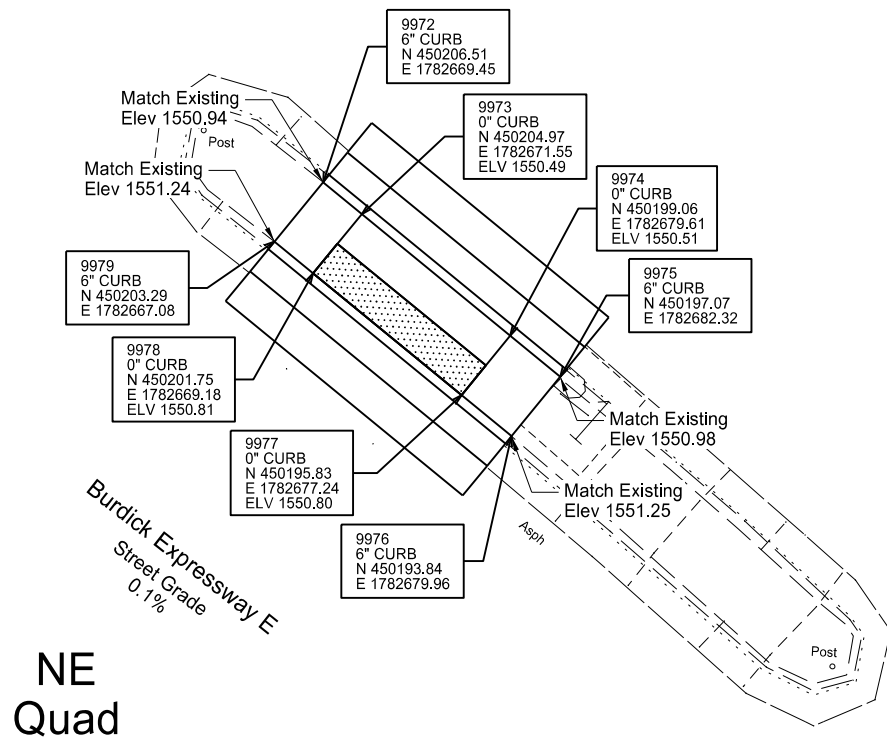 9972
6" CURB
N 450206.51
E 1782669.45
9973
0" CURB
N 450204.97
E 1782671.55
ELV 1550.49
Match Existing
Elev 1550.94
Post
Match Existing
Elev 1551.24
9974
0" CURB
N 450199.06
E 1782679.61
ELV 1550.51
9979
6" CURB
N 450203.29
E 1782667.08
9975
6" CURB
N 450197.07
E 1782682.32
9978
0" CURB
N 450201.75
E 1782669.18
ELV 1550.81
Match Existing
Elev 1550.98
9977
0" CURB
N 450195.83
E 1782677.24
ELV 1550.80
Match Existing
Elev 1551.25
Asph
9976
6" CURB
N 450193.84
E 1782679.96
Burdick Expressway E
Street Grade
0.1%
Post
NE
Quad